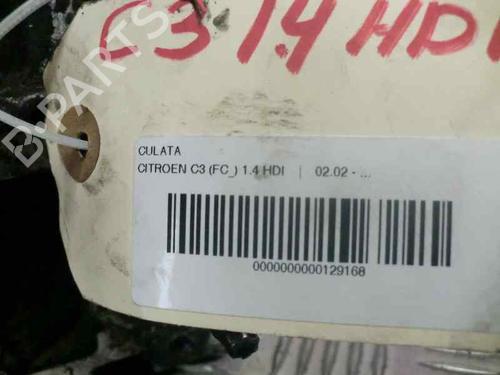 C3 1.4 HDI
B-PARTS
CULATA
CITROEN C3 (FC_) 1.4 HDI | 02.02 - ...
0000000000129168